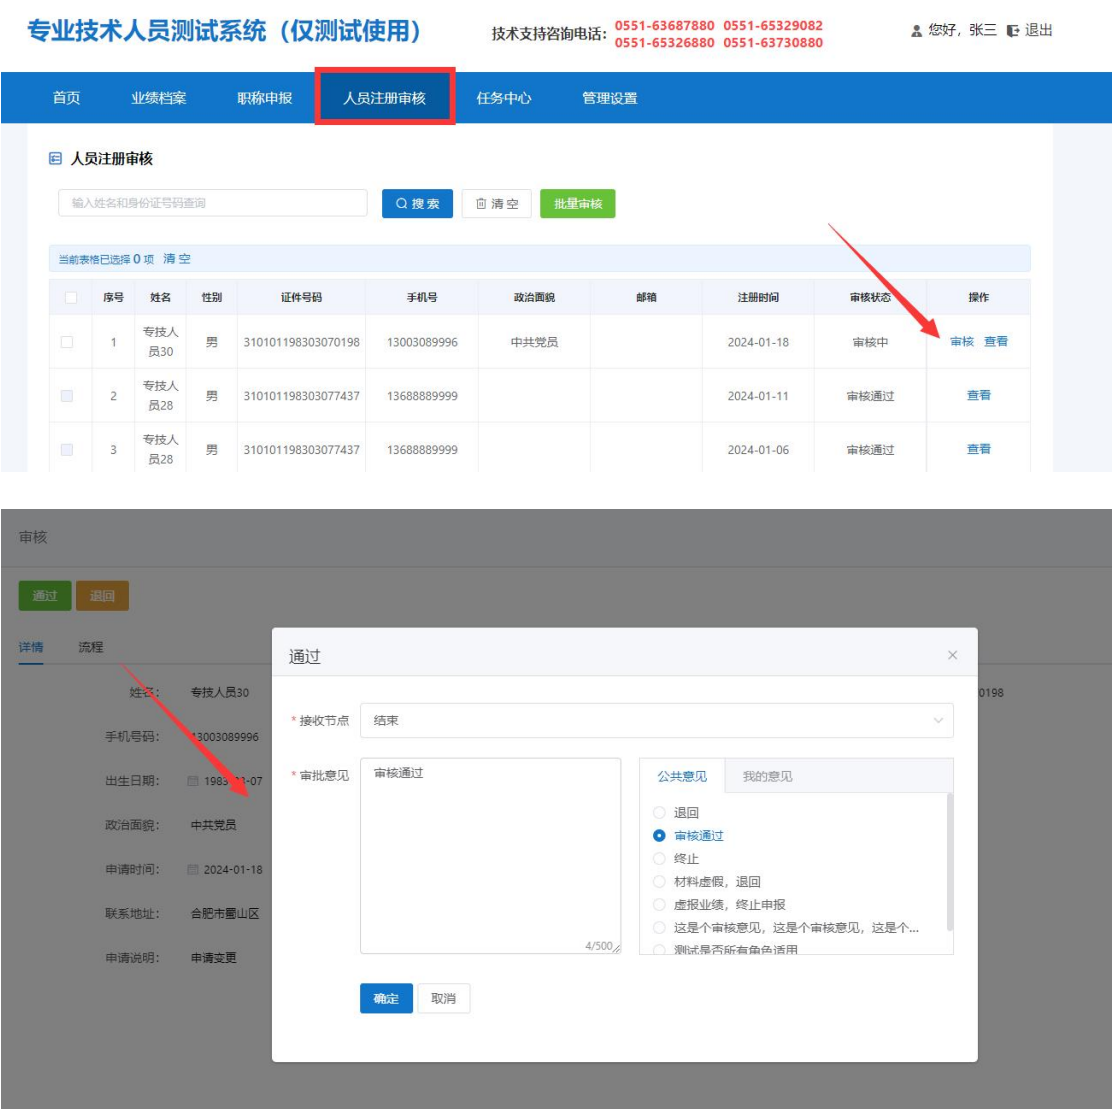 专业技术人员测试系统（仅测试使用）
技术支持咨询电话： 0551-63687880 0551-65329082
0551-65326880 0551-63730880
您好，张三 退出
首页 业绩档案 职称申报 人员注册审核 任务中心 管理设置
人员注册审核
输入姓名和身份证号码查询 搜索 清空 批量审核
当前表格已选择 0 项 清空
序号 姓名 性别 证件号码 手机号 政治面貌 邮箱 注册时间 审核状态 操作
1 专技人员30 男 310101198303070198 13003089996 中共党员 2024-01-18 审核中 审核 查看
2 专技人员28 男 310101198303077437 13688889999 2024-01-11 审核通过 查看
3 专技人员28 男 310101198303077437 13688889999 2024-01-06 审核通过 查看
审核
通过 退回
详情 流程
姓名： 专技人员30
0198
手机号码： 13003089996
出生日期： 1983-03-07
政治面貌： 中共党员
申请时间： 2024-01-18
联系地址： 合肥市蜀山区
申请说明： 申请变更
通过
* 接收节点 结束
* 审批意见 审核通过
4/500
公共意见 我的意见
退回
审核通过
终止
材料虚假，退回
虚报业绩，终止申报
这是个审核意见，这是个审核意见，这是个...
测试是否所有角色适用
确定 取消